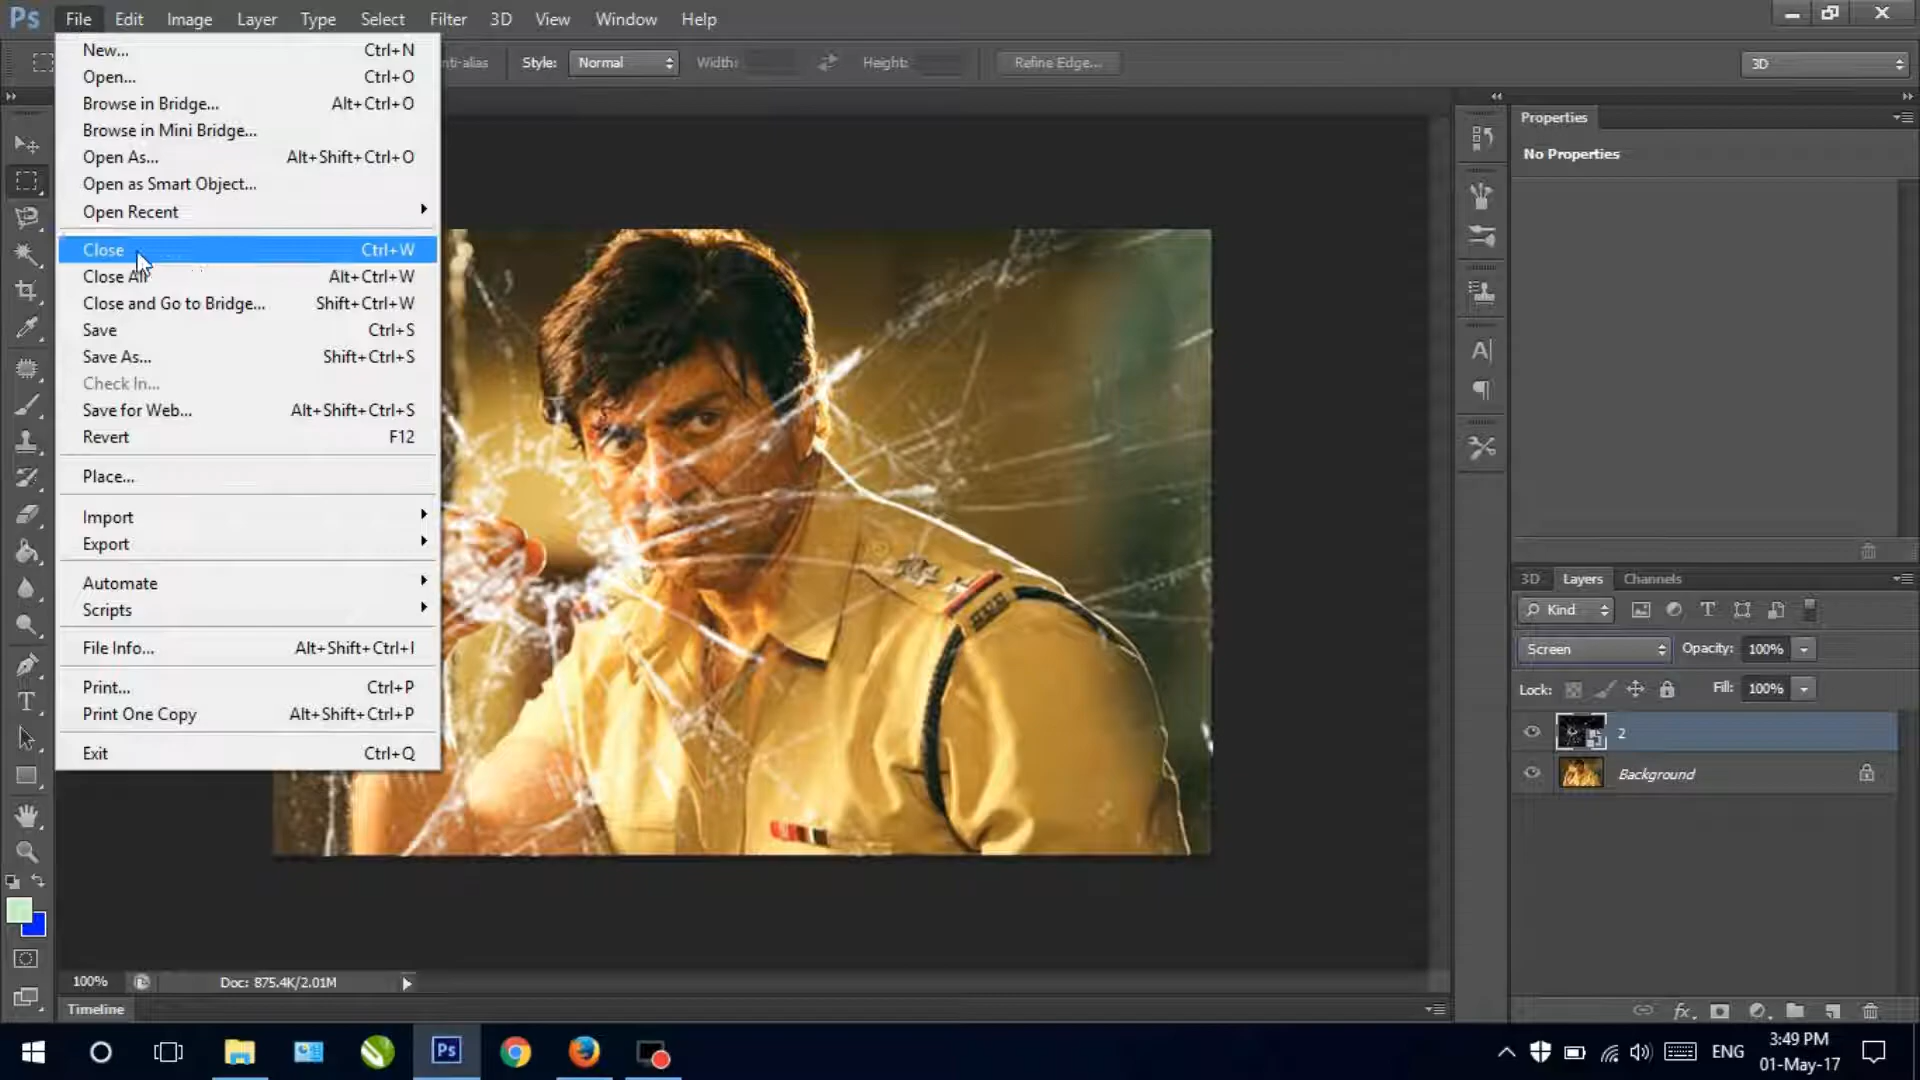 Ps File Edit Image Layer Type Select Filter 3D View Window Help
nti-alias Style: Normal Width: Height: Refine Edge... 3D
New... Ctrl+N
Open... Ctrl+O
Browse in Bridge... Alt+Ctrl+O
Browse in Mini Bridge...
Open As... Alt+Shift+Ctrl+O
Open as Smart Object...
Open Recent
Close Ctrl+W
Close All Alt+Ctrl+W
Close and Go to Bridge... Shift+Ctrl+W
Save Ctrl+S
Save As... Shift+Ctrl+S
Check In...
Save for Web... Alt+Shift+Ctrl+S
Revert F12
Place...
Import
Export
Automate
Scripts
File Info... Alt+Shift+Ctrl+I
Print... Ctrl+P
Print One Copy Alt+Shift+Ctrl+P
Exit Ctrl+Q
Properties
No Properties
3D Layers Channels
Kind
Screen Opacity: 100%
Lock: Fill: 100%
2
Background
100% Doc: 875.4K/2.01M
Timeline
Ps
ENG
3:49 PM
01-May-17